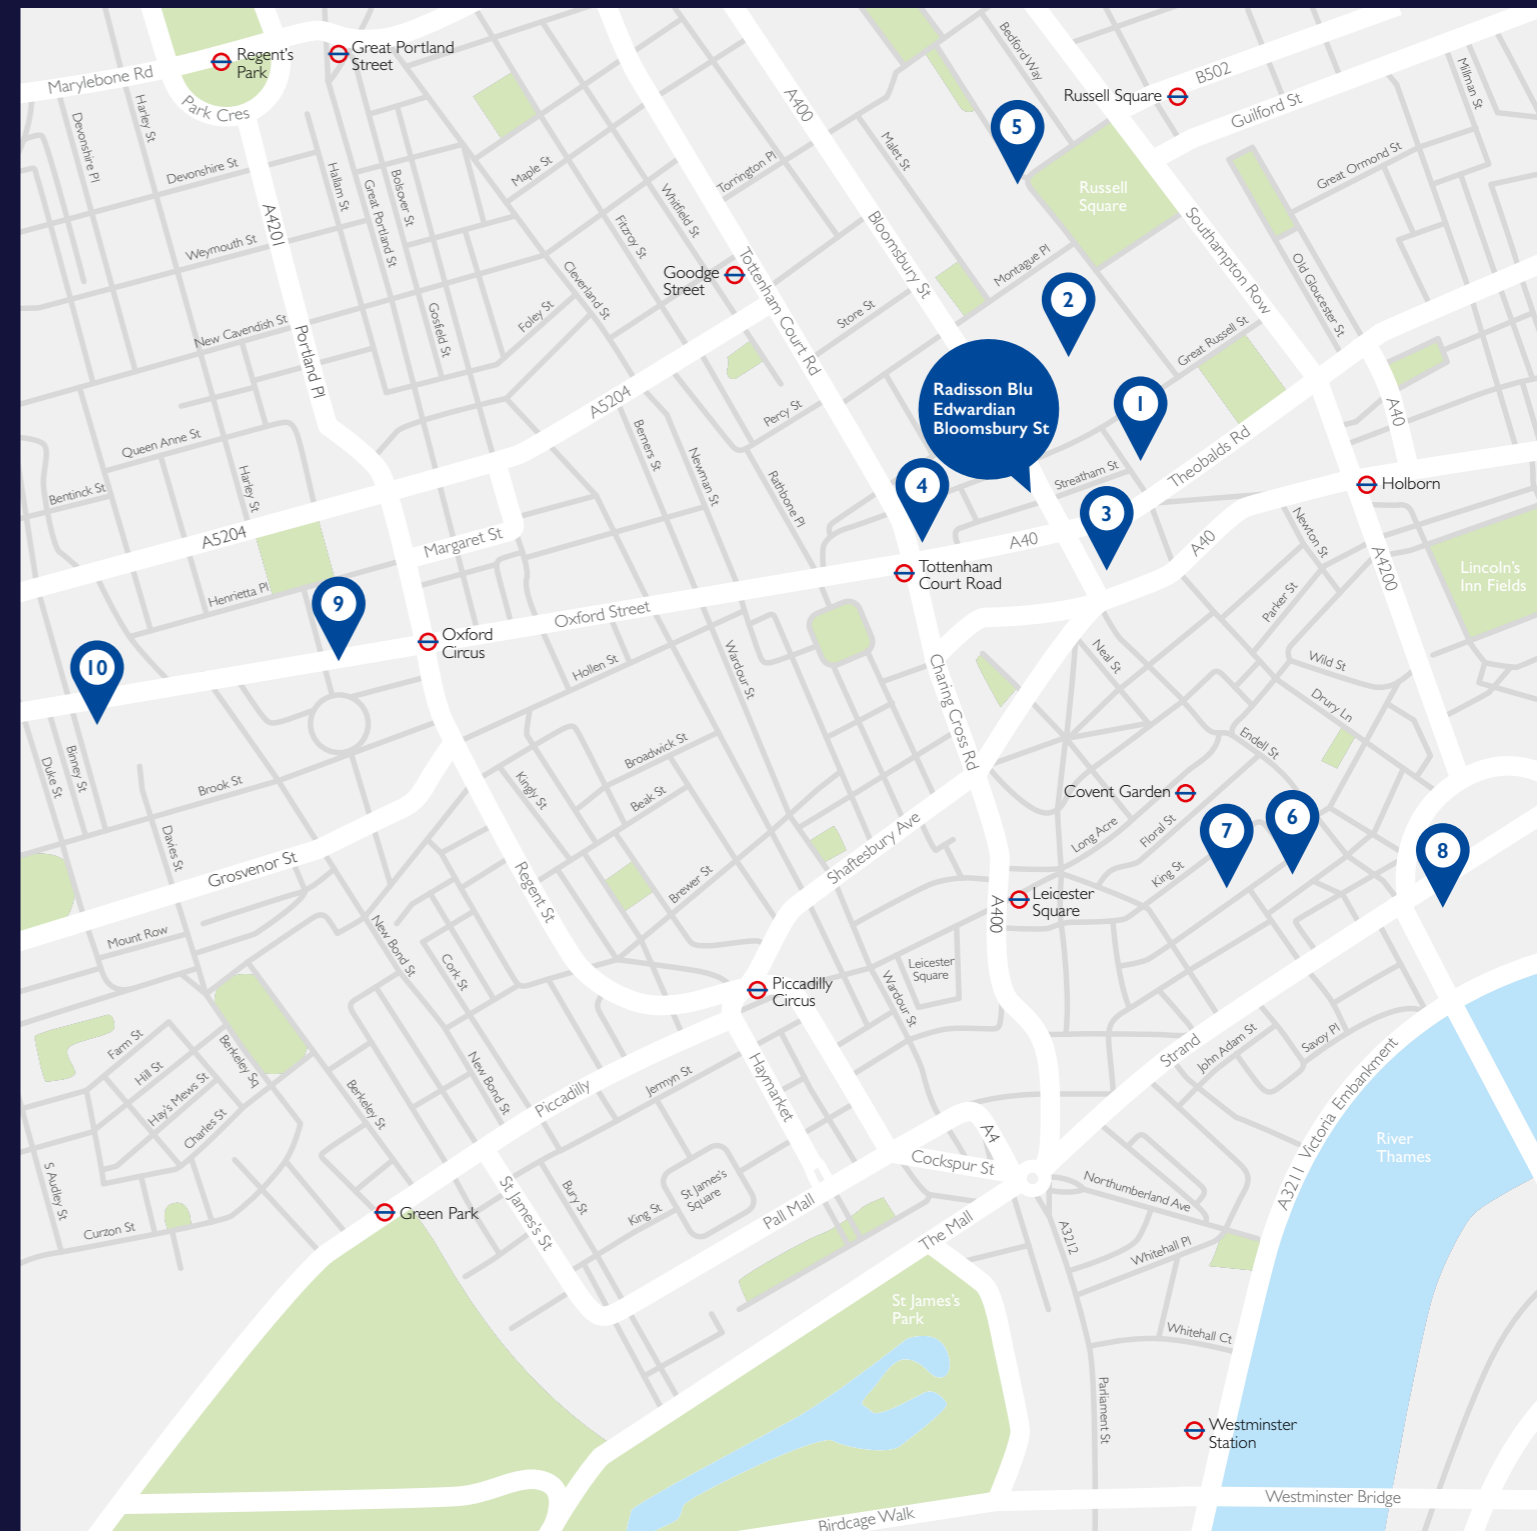 Regent's
Park
Great Portland
Street
Marylebone Rd
Park Cres
Harley St
Devonshire Pl
Devonshire St
Hallam St
Bolsover St
Great Portland St
Maple St
A400
Torrington Pl
Malet St
Bedford Way
Russell Square
B502
Guilford St
Millman St
5
Russell
Square
Great Ormond St
A4201
Weymouth St
Whitfield St
Fitzroy St
Bloomsbury St
Southampton Row
Old Gloucester St
Montague Pl
Goodge
Street
Tottenham Court Rd
Cleverland St
Foley St
Gosfield St
New Cavendish St
Portland Pl
Store St
2
Great Russell St
A5204
Percy St
Radisson Blu
Edwardian
Bloomsbury St
1
A40
Queen Anne St
Berners St
Newman St
Rathbone Pl
Theobalds Rd
Streatham St
Bentinck St
Harley St
4
3
Holborn
A5204
Margaret St
A40
A40
Newton St
A4200
Tottenham
Court Road
Lincoln's
Inn Fields
Henrietta Pl
9
Oxford Street
Parker St
Oxford
Circus
10
Hollen St
Wardour St
Charing Cross Rd
Neal St
Wild St
Drury Ln
Duke St
Binney St
Brook St
Broadwick St
Kingly St
Beak St
Endell St
Covent Garden
Long Acre
Floral St
King St
7
6
8
Davies St
Grosvenor St
Shaftesbury Ave
Regent St
Brewer St
Leicester
Square
A400
Mount Row
New Bond St
Cork St
Leicester
Square
Wardour St
Piccadilly
Circus
Farm St
Hill St
Hay's Mews St
Charles St
Berkeley Sq
Berkeley St
New Bond St
Piccadilly
Jermyn St
Haymarket
Strand
John Adam St
Savoy Pl
A3211 Victoria Embankment
River
Thames
A4
Cockspur St
Northumberland Ave
S Audley St
Curzon St
Green Park
St James's St
Bury St
King St
St James's
Square
Pall Mall
The Mall
A3212
Whitehall Pl
St James's
Park
Whitehall Ct
Parliament St
Westminster
Station
Westminster Bridge
Birdcage Walk